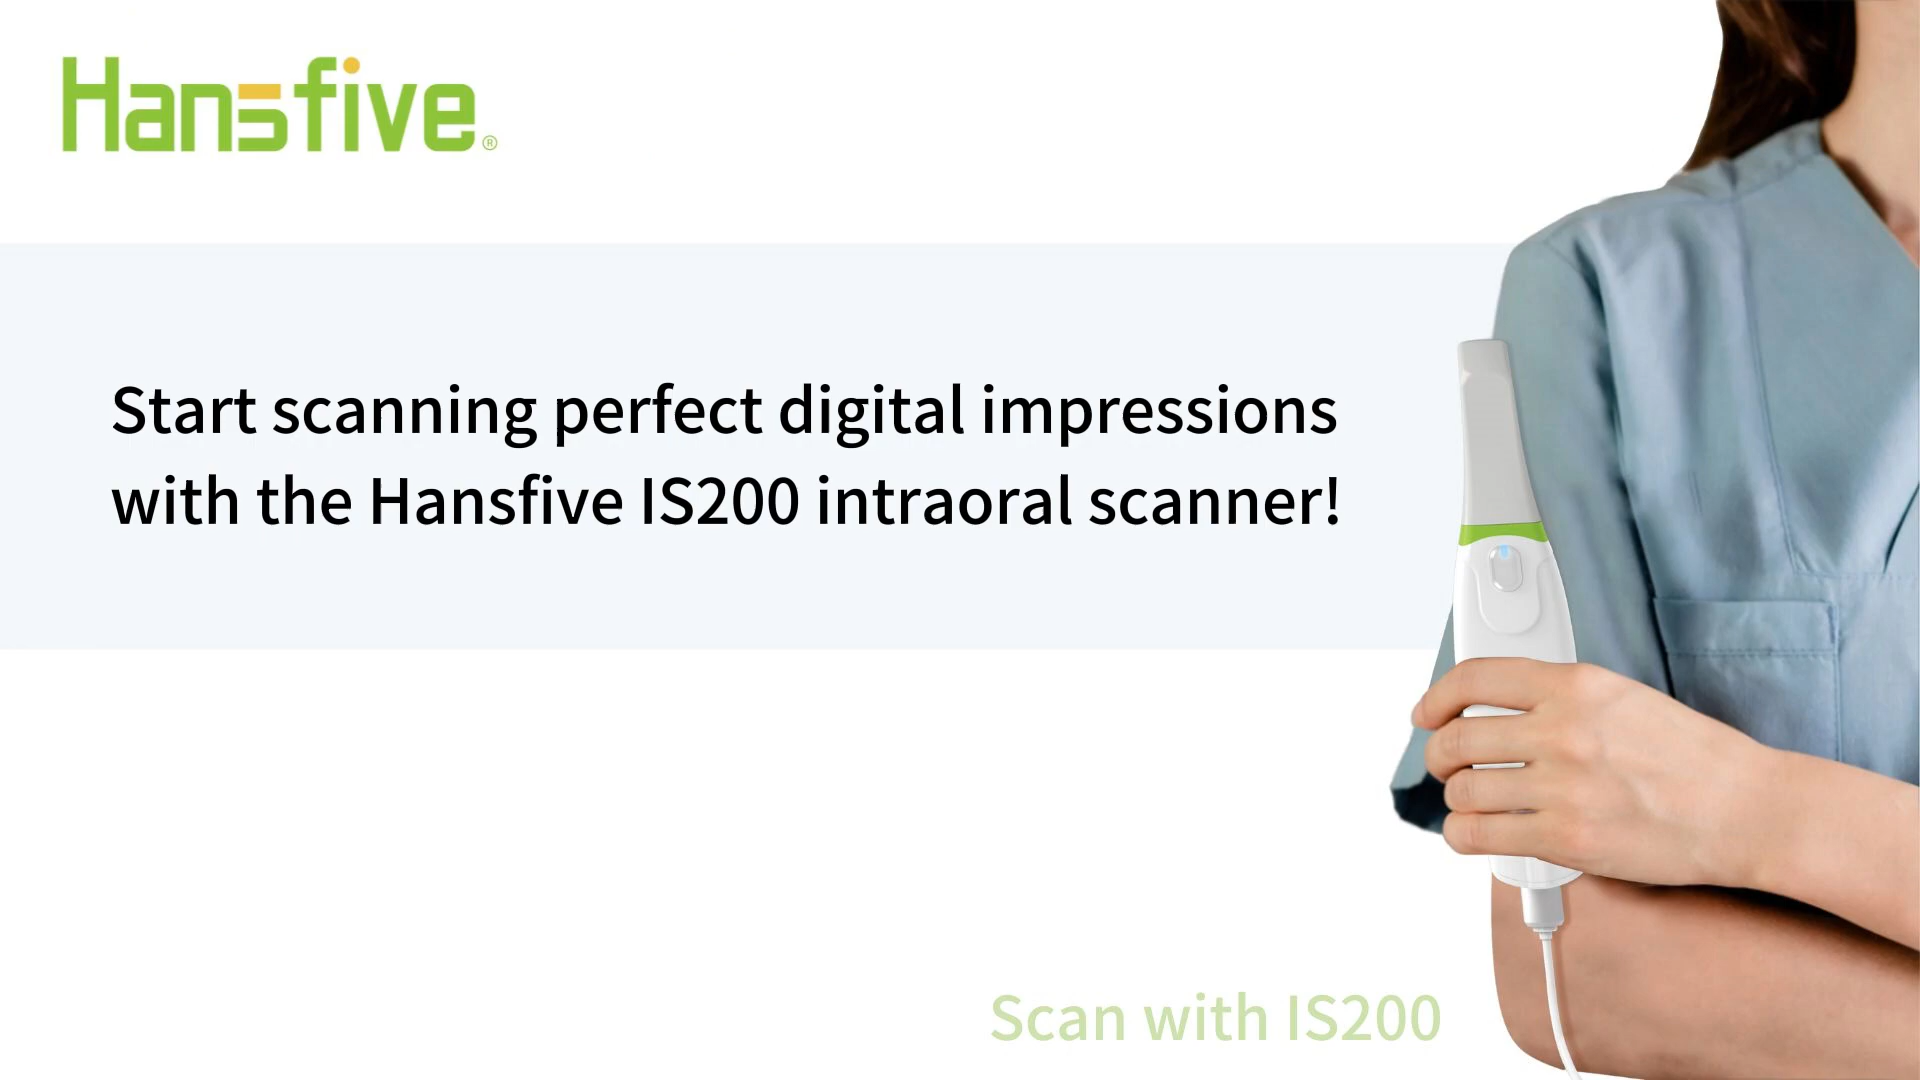 Hansfive®
Start scanning perfect digital impressions
with the Hansfive IS200 intraoral scanner!
Scan with IS200